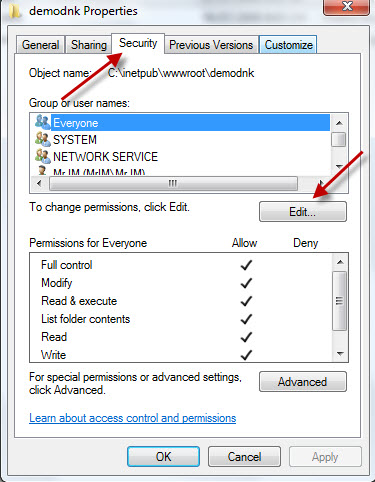 demodnk Properties
General Sharing Security Previous Versions Customize
Object name: C:\inetpub\wwwroot\demodnk
Group or user names:
Everyone
SYSTEM
NETWORK SERVICE
Mr.IM (MrIM\Mr.IM)
To change permissions, click Edit. Edit...
Permissions for Everyone Allow Deny
Full control
Modify
Read & execute
List folder contents
Read
Write
For special permissions or advanced settings, Advanced
click Advanced.
Learn about access control and permissions
OK Cancel Apply